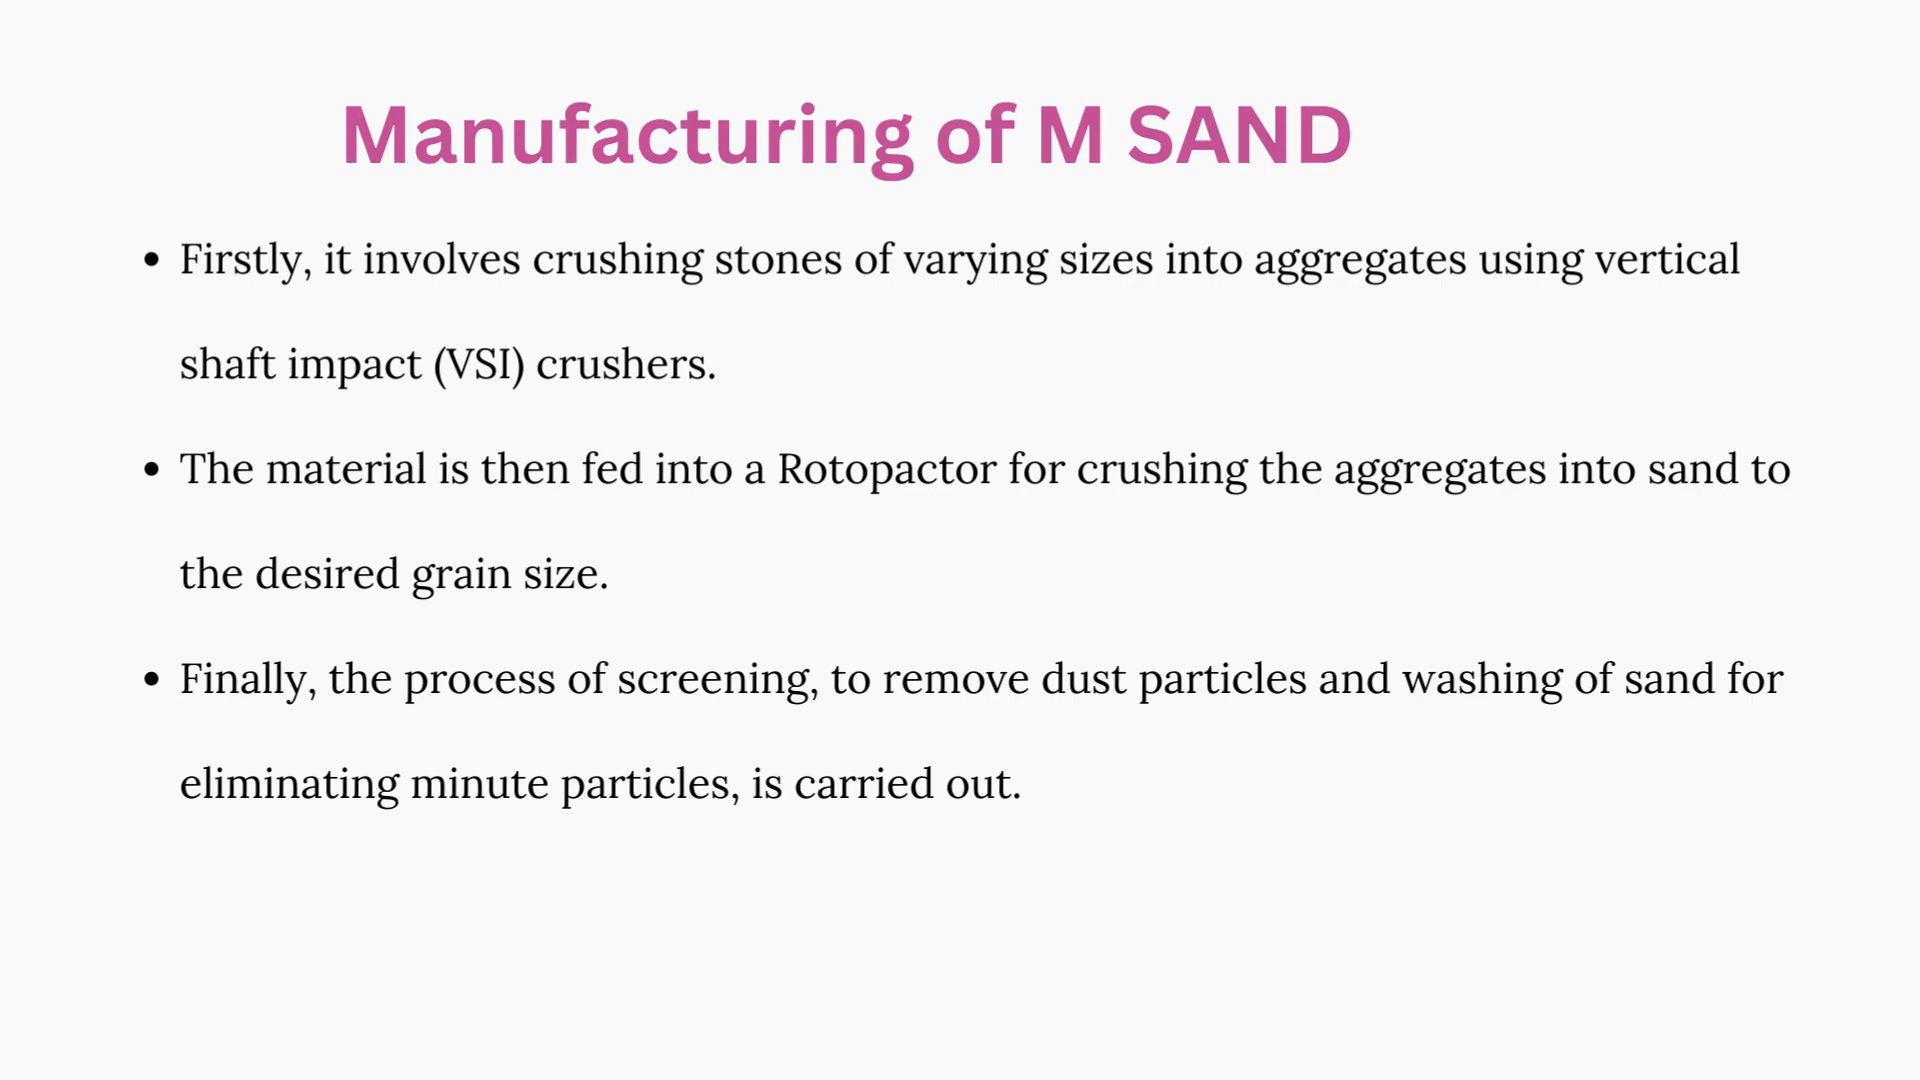 Manufacturing of M SAND
• Firstly, it involves crushing stones of varying sizes into aggregates using vertical
shaft impact (VSI) crushers.
• The material is then fed into a Rotopactor for crushing the aggregates into sand to
the desired grain size.
• Finally, the process of screening, to remove dust particles and washing of sand for
eliminating minute particles, is carried out.